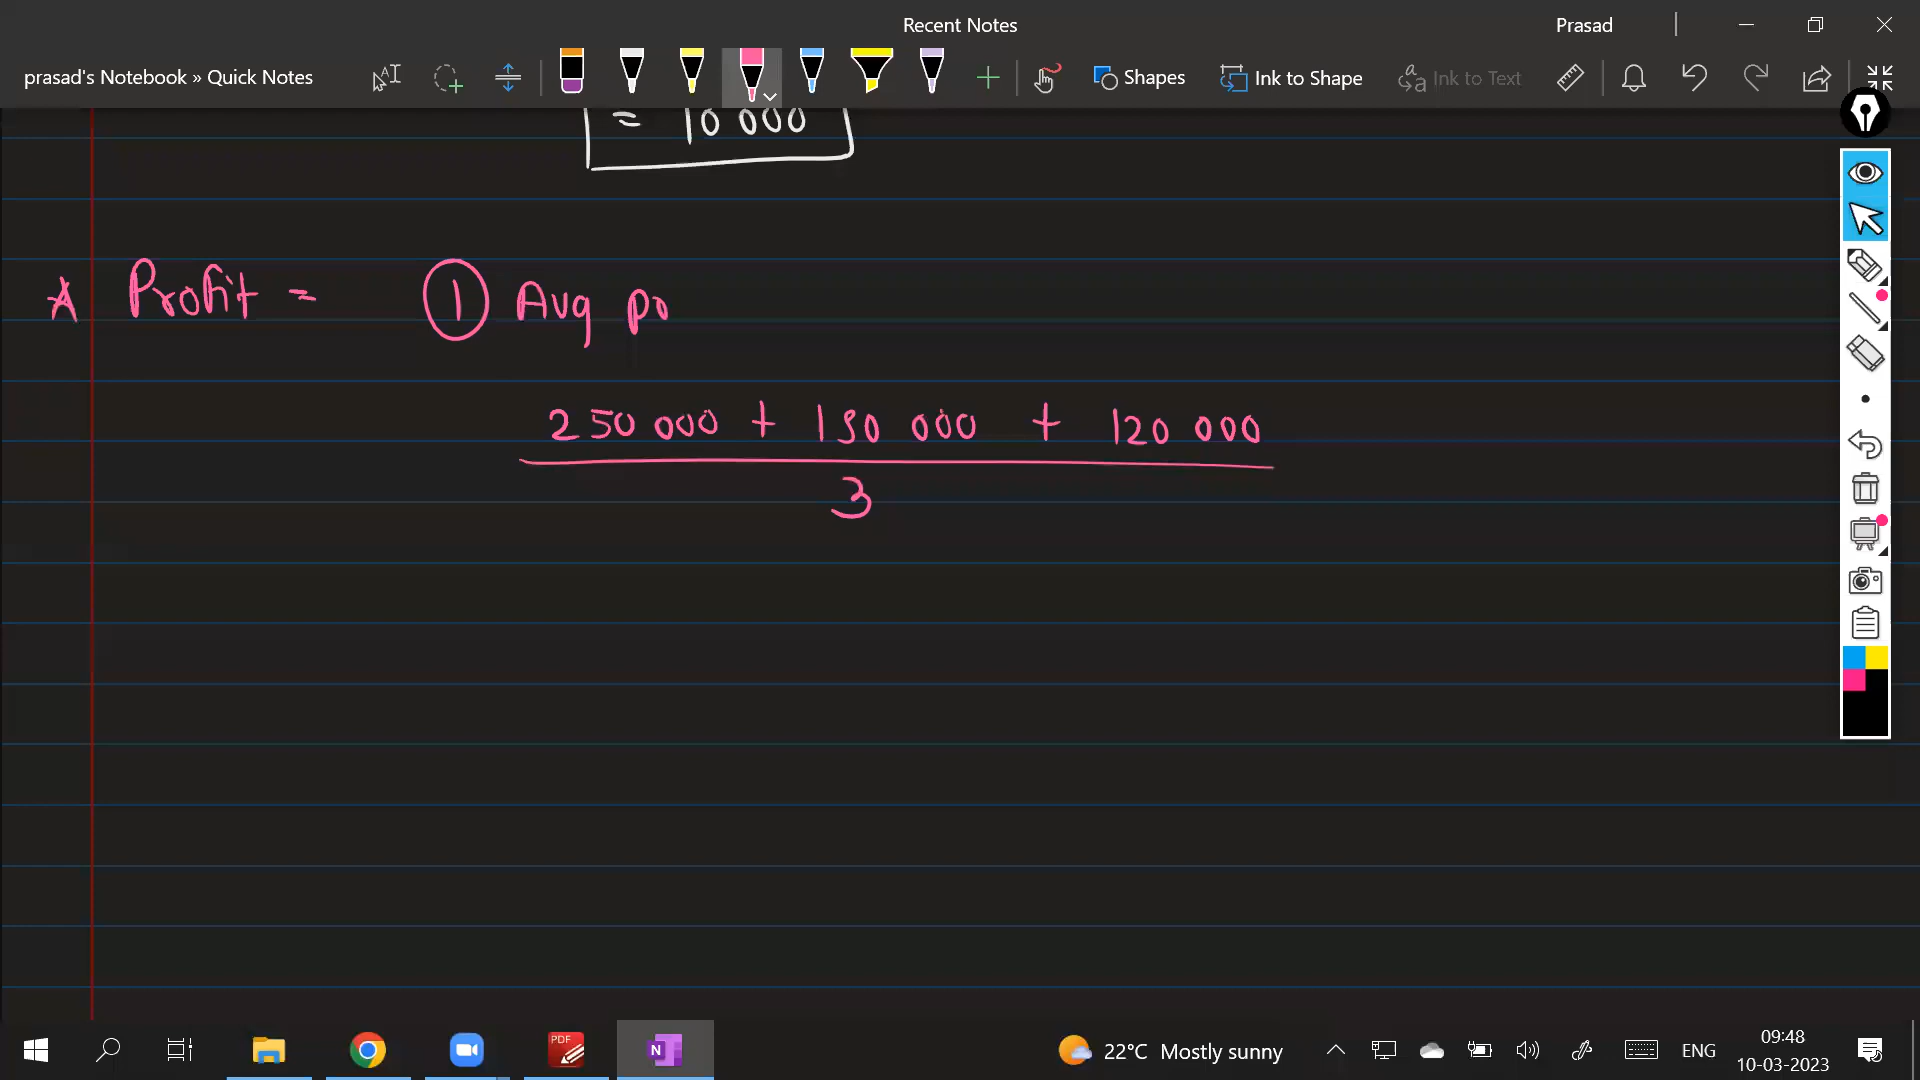 Recent Notes
Prasad
prasad's Notebook » Quick Notes
Shapes
Ink to Shape
Ink to Text
= 10 000
Profit = ① Avg po
250 000 + 130 000 + 120 000
3
22°C Mostly sunny
ENG
09:48
10-03-2023